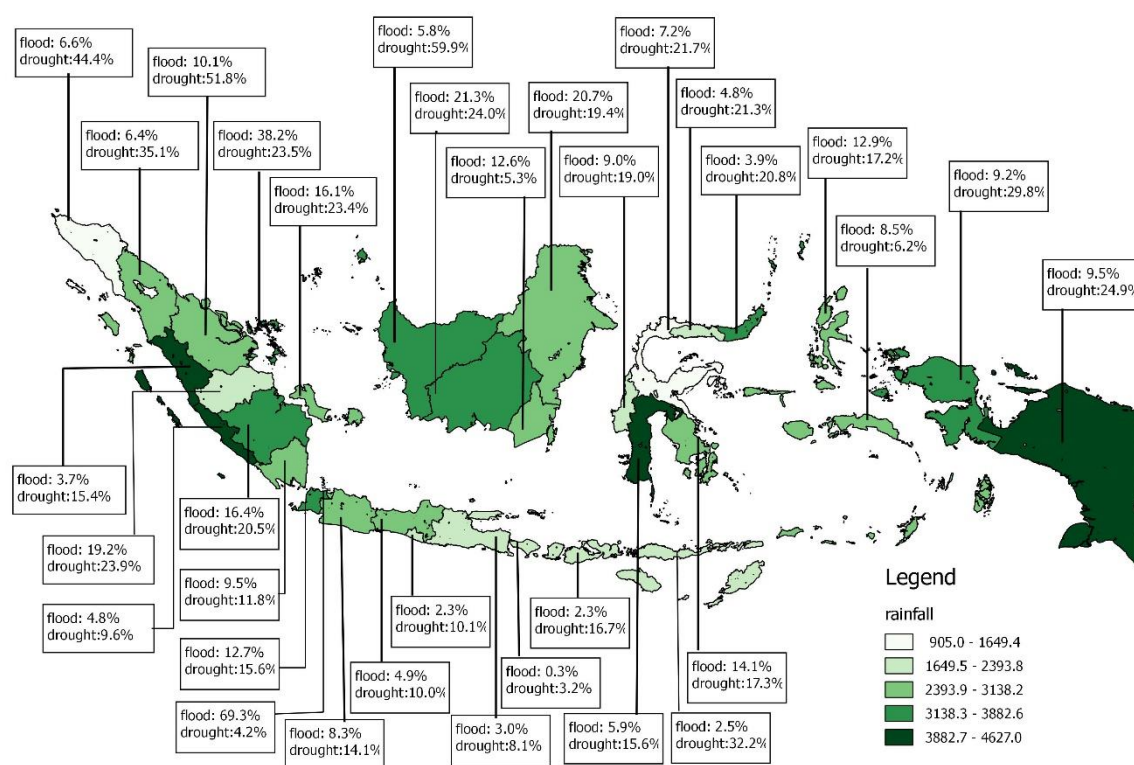 flood: 6.6%
drought:44.4%
flood: 10.1%
drought:51.8%
flood: 5.8%
drought:59.9%
flood: 7.2%
drought:21.7%
flood: 6.4%
drought:35.1%
flood: 38.2%
drought:23.5%
flood: 21.3%
drought:24.0%
flood: 20.7%
drought:19.4%
flood: 4.8%
drought:21.3%
flood: 16.1%
drought:23.4%
flood: 12.6%
drought:5.3%
flood: 9.0%
drought:19.0%
flood: 3.9%
drought:20.8%
flood: 12.9%
drought:17.2%
flood: 9.2%
drought:29.8%
flood: 8.5%
drought:6.2%
flood: 9.5%
drought:24.9%
flood: 3.7%
drought:15.4%
flood: 16.4%
drought:20.5%
flood: 19.2%
drought:23.9%
flood: 9.5%
drought:11.8%
flood: 4.8%
drought:9.6%
flood: 12.7%
drought:15.6%
flood: 2.3%
drought:10.1%
flood: 2.3%
drought:16.7%
flood: 4.9%
drought:10.0%
flood: 0.3%
drought:3.2%
flood: 14.1%
drought:17.3%
flood: 69.3%
drought:4.2%
flood: 8.3%
drought:14.1%
flood: 3.0%
drought:8.1%
flood: 5.9%
drought:15.6%
flood: 2.5%
drought:32.2%
Legend
rainfall
905.0 - 1649.4
1649.5 - 2393.8
2393.9 - 3138.2
3138.3 - 3882.6
3882.7 - 4627.0